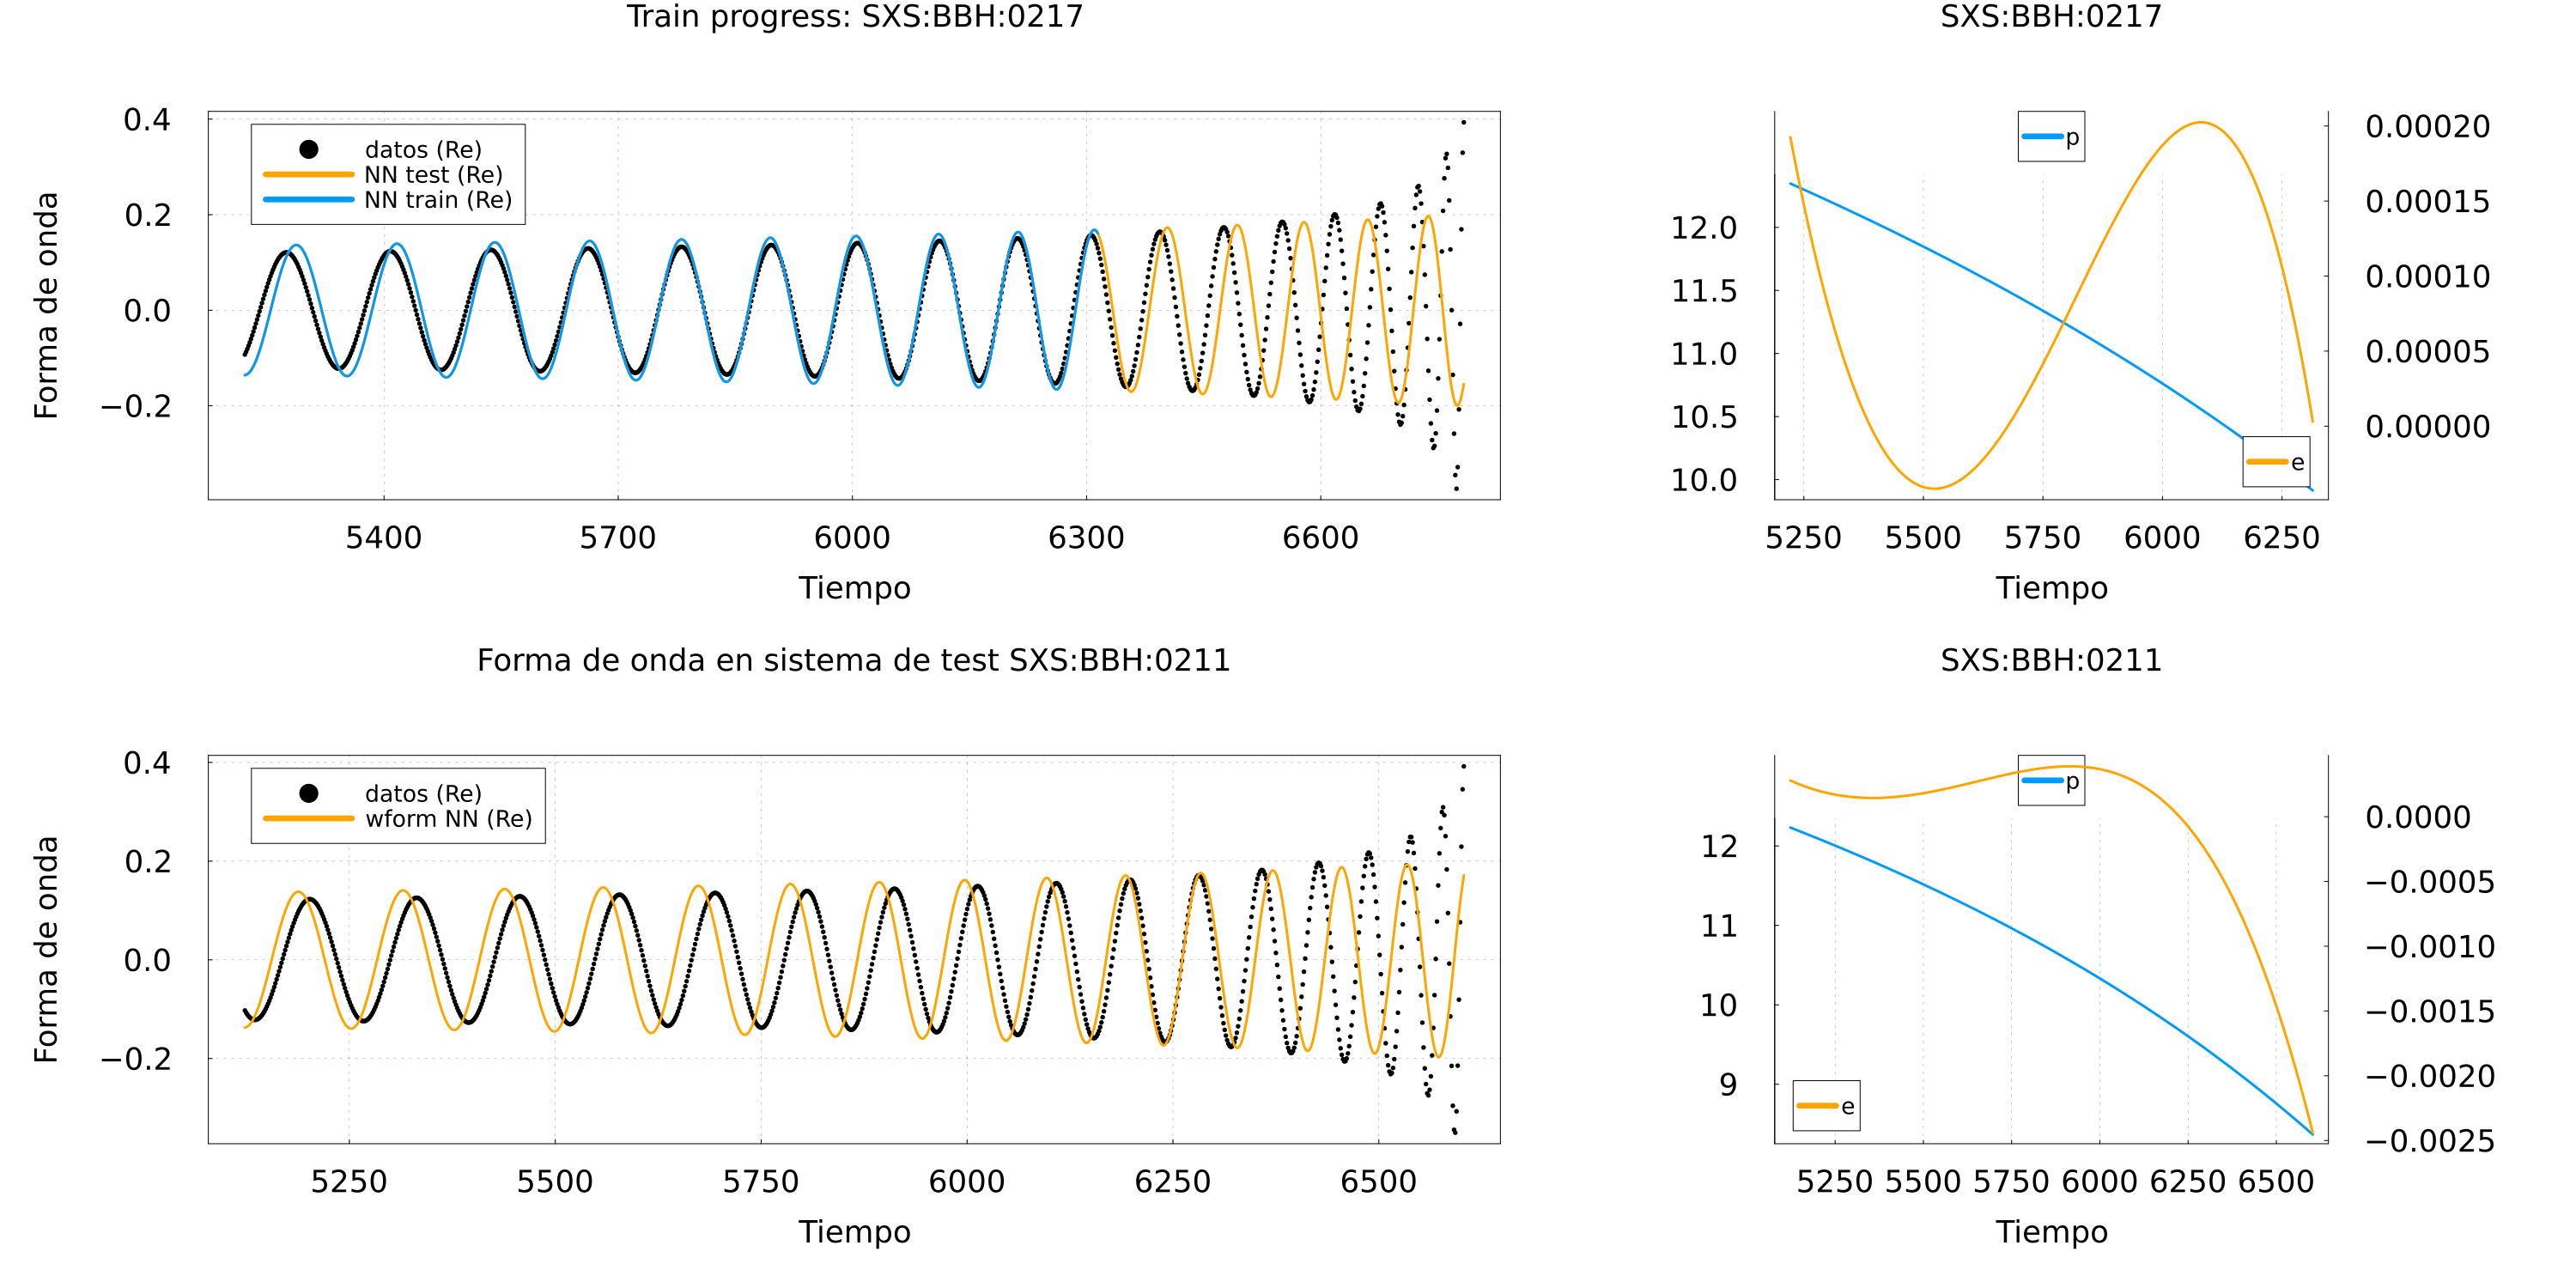 Train progress: SXS:BBH:0217
Forma de onda
0.4
0.2
0.0
−0.2
datos (Re)
NN test (Re)
NN train (Re)
5400 5700 6000 6300 6600
Tiempo
SXS:BBH:0217
12.0
11.5
11.0
10.5
10.0
p
e
0.00020
0.00015
0.00010
0.00005
0.00000
5250 5500 5750 6000 6250
Tiempo
Forma de onda en sistema de test SXS:BBH:0211
Forma de onda
0.4
0.2
0.0
−0.2
datos (Re)
wform NN (Re)
5250 5500 5750 6000 6250 6500
Tiempo
SXS:BBH:0211
12
11
10
9
p
e
0.0000
−0.0005
−0.0010
−0.0015
−0.0020
−0.0025
5250 5500 5750 6000 6250 6500
Tiempo